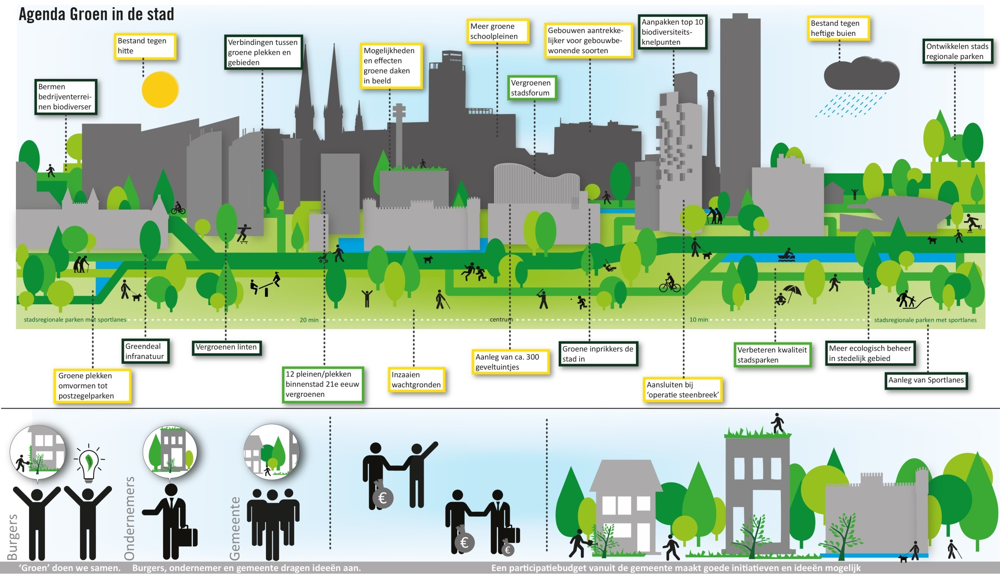 Agenda Groen in de stad
Bestand tegen
hitte
Verbindingen tussen
groene plekken en
gebieden
Mogelijkheden
en effecten
groene daken
in beeld
Meer groene
schoolpleinen
Gebouwen aantrekke-
lijker voor gebouwbe-
wonende soorten
Aanpakken top 10
biodiversiteits-
knelpunten
Bestand tegen
heftige buien
Ontwikkelen stads
regionale parken
Bermen
bedrijventerrei-
nen biodiverser
Vergroenen
stadsforum
stadsregionale parken met sportlanes
20 min
centrum
10 min
stadsregionale parken met sportlanes
Greendeal
infranatuur
Vergroenen linten
Groene plekken
omvormen tot
postzegelparken
12 pleinen/plekken
binnenstad 21e eeuw
vergroenen
Inzaaien
wachtgronden
Aanleg van ca. 300
geveltuintjes
Groene inprikkers de
stad in
Aansluiten bij
‘operatie steenbreek’
Verbeteren kwaliteit
stadsparken
Meer ecologisch beheer
in stedelijk gebied
Aanleg van Sportlanes
Burgers
Ondernemers
Gemeente
€
€
€
‘Groen’ doen we samen.
Burgers, ondernemer en gemeente dragen ideeën aan.
Een participatiebudget vanuit de gemeente maakt goede initiatieven en ideeën mogelijk